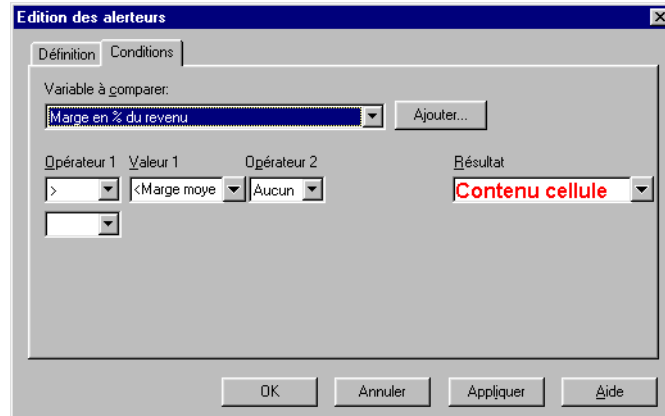 Edition des alerteurs
Définition Conditions
Variable à comparer:
Marge en % du revenu
Ajouter...
Opérateur 1 Valeur 1 Opérateur 2 Résultat
> <Marge moye Aucun Contenu cellule
OK Annuler Appliquer Aide